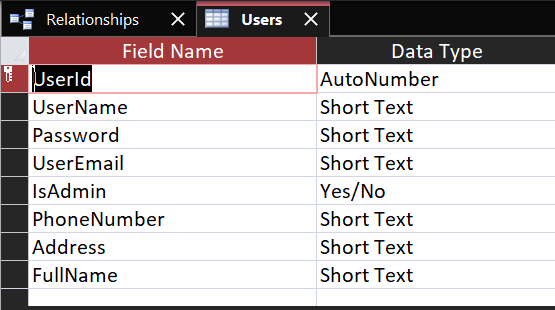 Relationships Users
Field Name Data Type
UserId AutoNumber
UserName Short Text
Password Short Text
UserEmail Short Text
IsAdmin Yes/No
PhoneNumber Short Text
Address Short Text
FullName Short Text